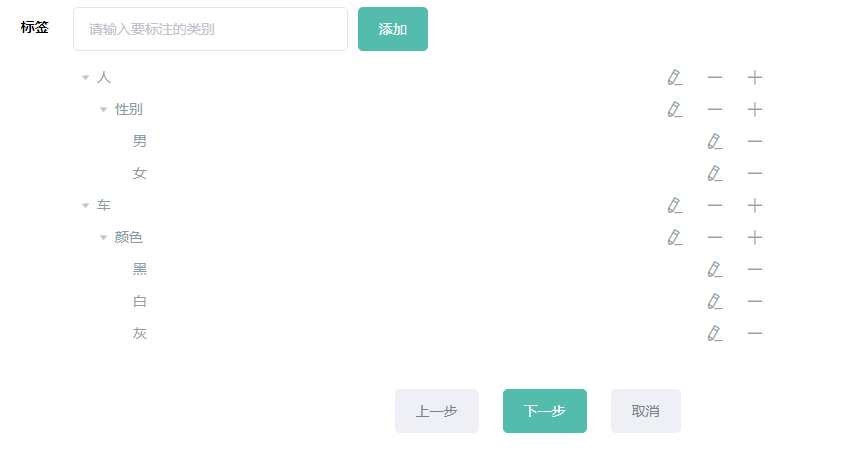 标签 请输入要标注的类别 添加
人
性别
男
女
车
颜色
黑
白
灰
上一步 下一步 取消